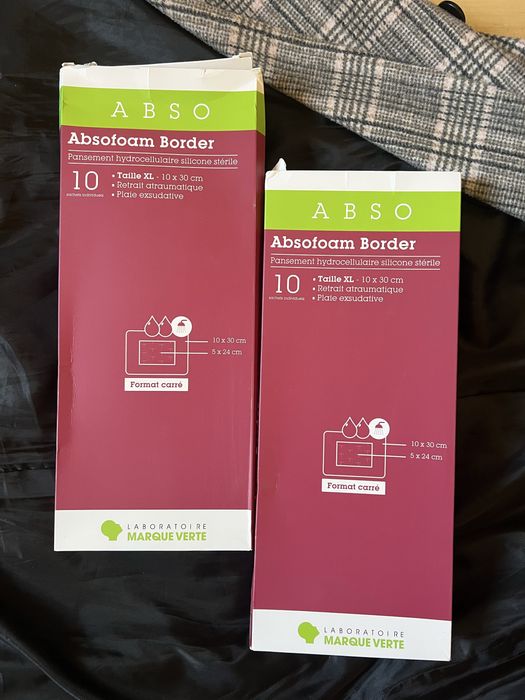 ABSO
Absofoam Border
Pansement hydrocellulaire silicone stérile
10
sachets individuels
• Taille XL - 10 x 30 cm
• Retrait atraumatique
• Plaie exsudative
10 x 30 cm
5 x 24 cm
Format carré
LABORATOIRE
MARQUE VERTE
ABSO
Absofoam Border
Pansement hydrocellulaire silicone stérile
10
sachets individuels
• Taille XL - 10 x 30 cm
• Retrait atraumatique
• Plaie exsudative
10 x 30 cm
5 x 24 cm
Format carré
LABORATOIRE
MARQUE VERTE